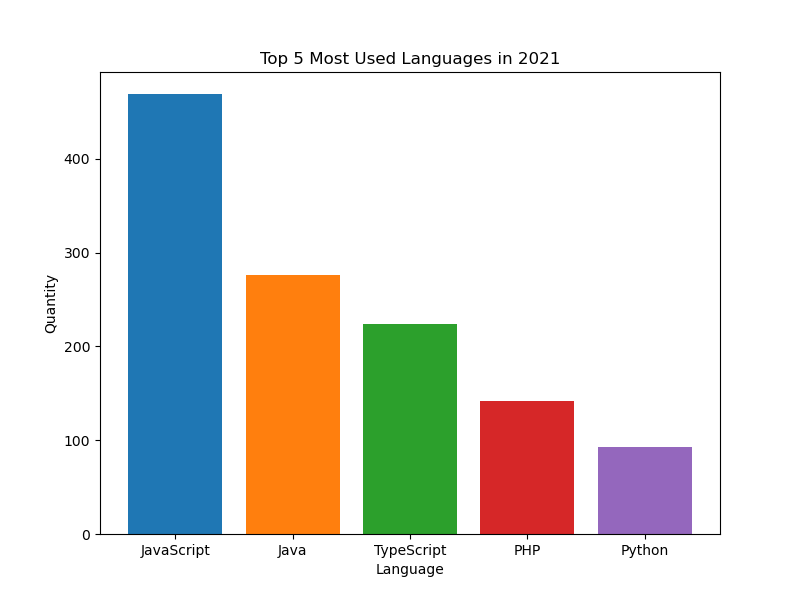 Top 5 Most Used Languages in 2021
Quantity
400
300
200
100
0
JavaScript Java TypeScript PHP Python
Language